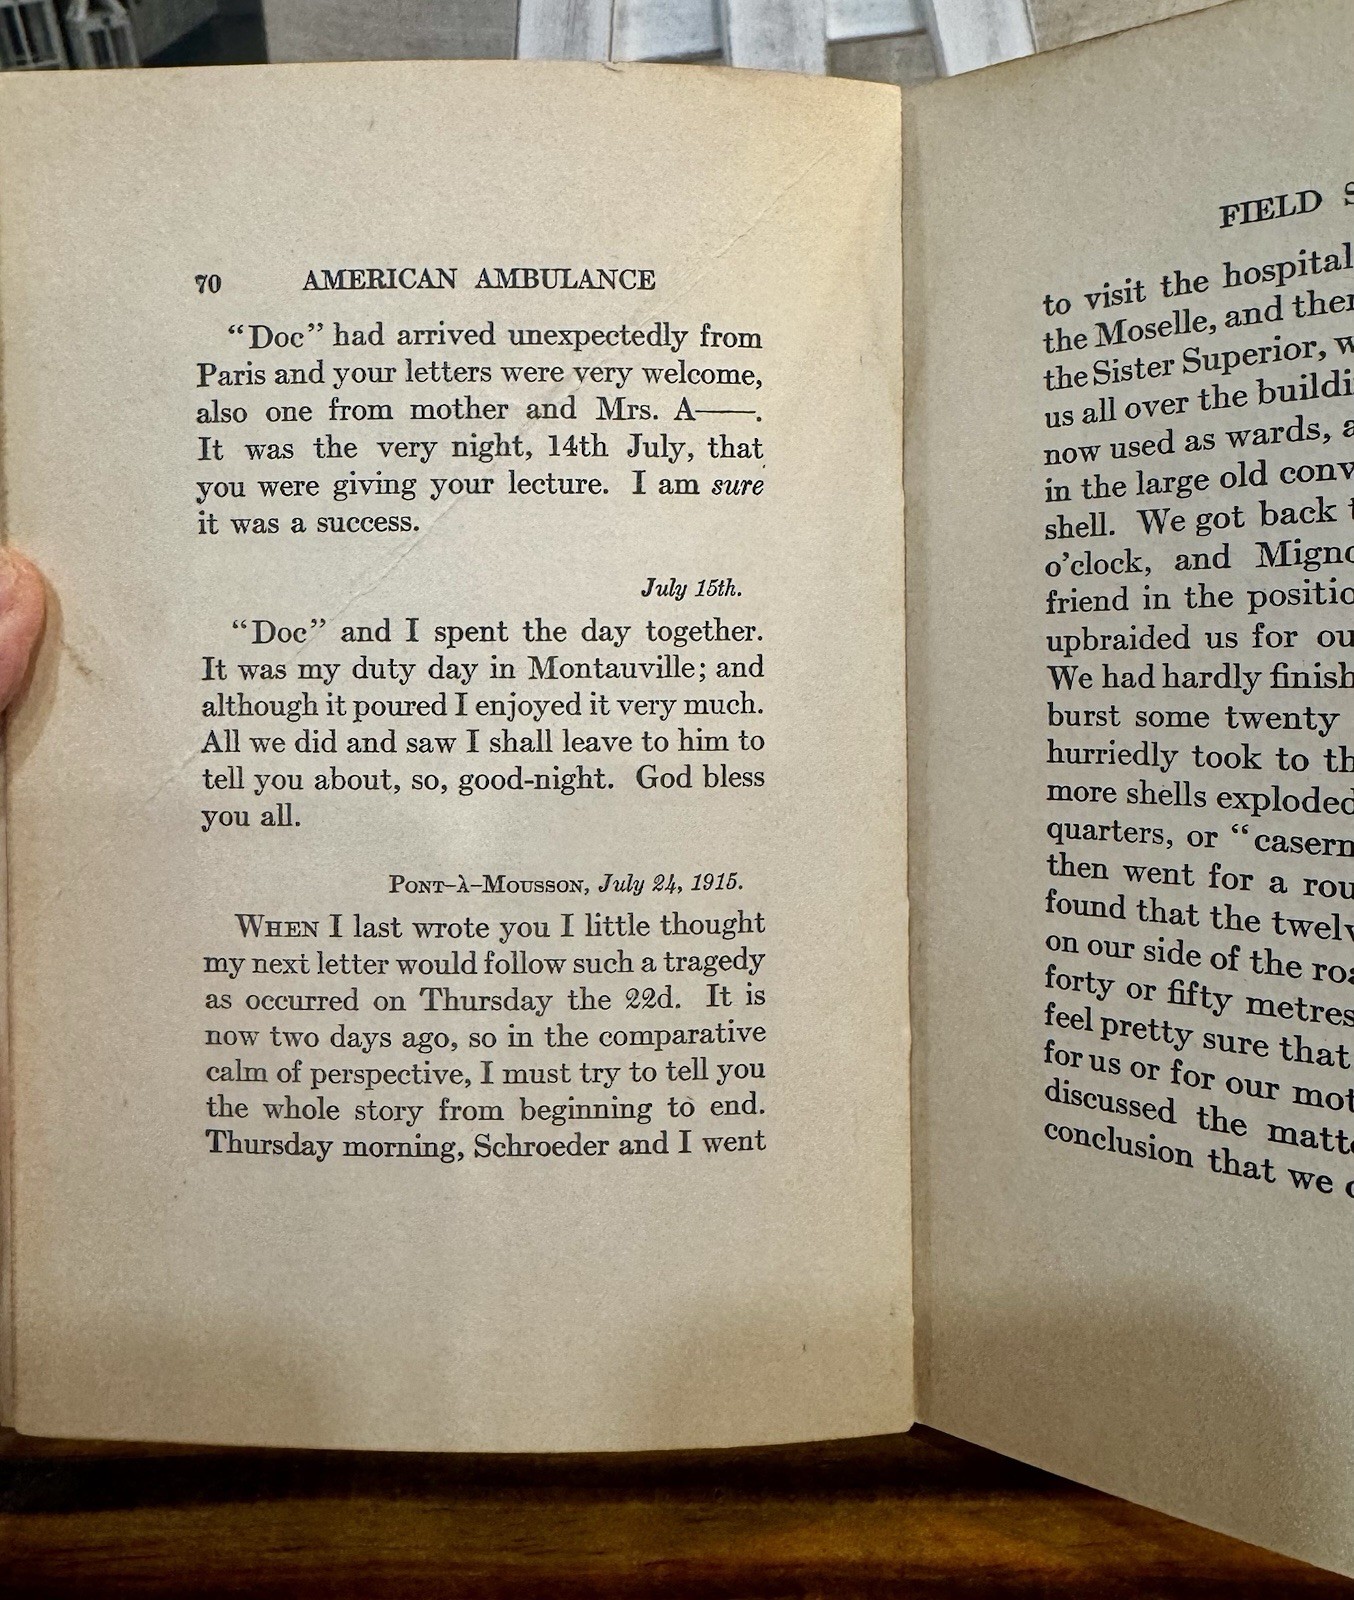 70 AMERICAN AMBULANCE
“Doc” had arrived unexpectedly from
Paris and your letters were very welcome,
also one from mother and Mrs. A——.
It was the very night, 14th July, that
you were giving your lecture. I am sure
it was a success.
July 15th.
“Doc” and I spent the day together.
It was my duty day in Montauville; and
although it poured I enjoyed it very much.
All we did and saw I shall leave to him to
tell you about, so, good-night. God bless
you all.
PONT-À-MOUSSON, July 24, 1915.
WHEN I last wrote you I little thought
my next letter would follow such a tragedy
as occurred on Thursday the 22d. It is
now two days ago, so in the comparative
calm of perspective, I must try to tell you
the whole story from beginning to end.
Thursday morning, Schroeder and I went
FIELD
to visit the hospital
the Moselle, and
the Sister Superior,
us all over the
now used as wards,
in the large old
shell. We got back
o’clock, and
friend in the
upbraided us for
We had hardly
burst some twenty
hurriedly took to
more shells exploded
quarters, or
then went for a
found that the
on our side of the
forty or fifty metres
feel pretty sure that
for us or for our
discussed the
conclusion that we